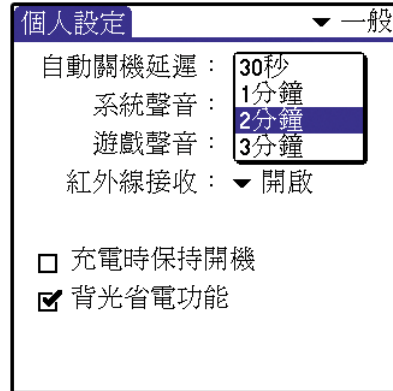 個人設定 ▼ 一般
自動關機延遲： 30秒
1分鐘
系統聲音：
2分鐘
遊戲聲音： 3分鐘
紅外線接收： ▼ 開啟
充電時保持開機
背光省電功能